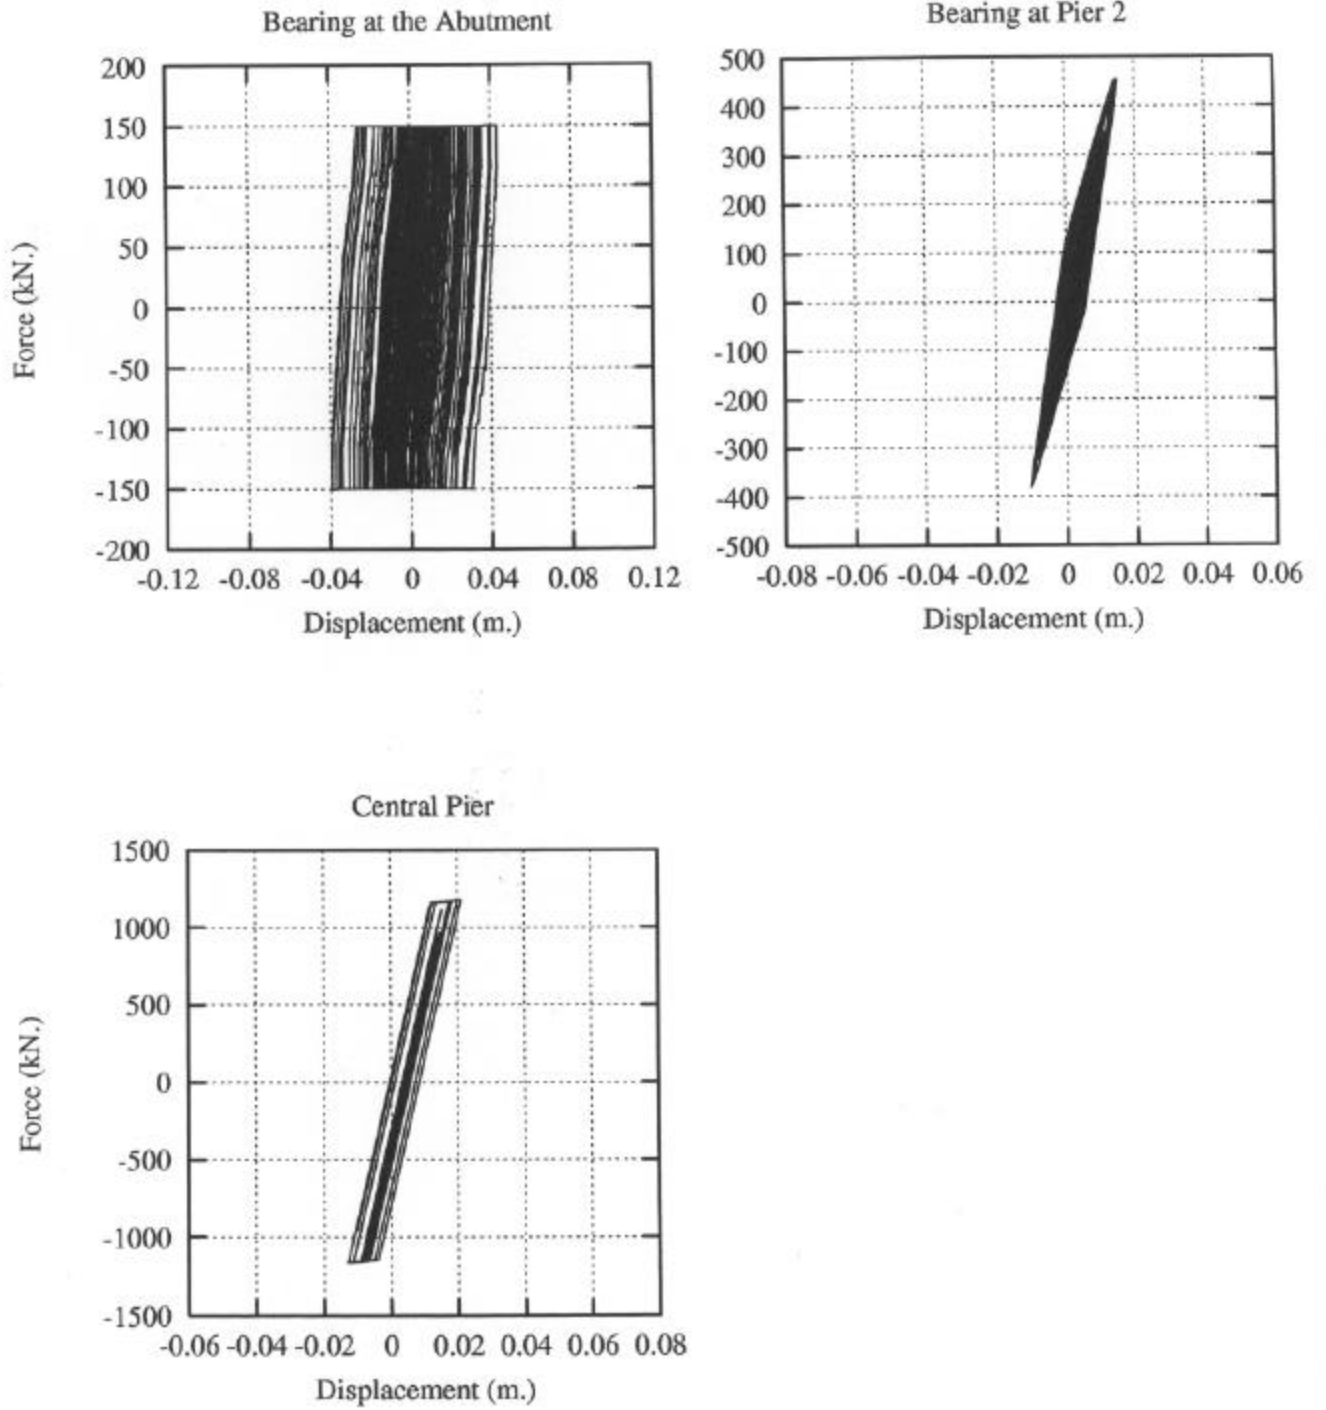 Bearing at the Abutment
200
150
100
50
0
-50
-100
-150
-200
Force (kN.)
-0.12 -0.08 -0.04 0 0.04 0.08 0.12
Displacement (m.)
Bearing at Pier 2
500
400
300
200
100
0
-100
-200
-300
-400
-500
-0.08 -0.06 -0.04 -0.02 0 0.02 0.04 0.06
Displacement (m.)
Central Pier
1500
1000
500
0
-500
-1000
-1500
Force (kN.)
-0.06 -0.04 -0.02 0 0.02 0.04 0.06 0.08
Displacement (m.)